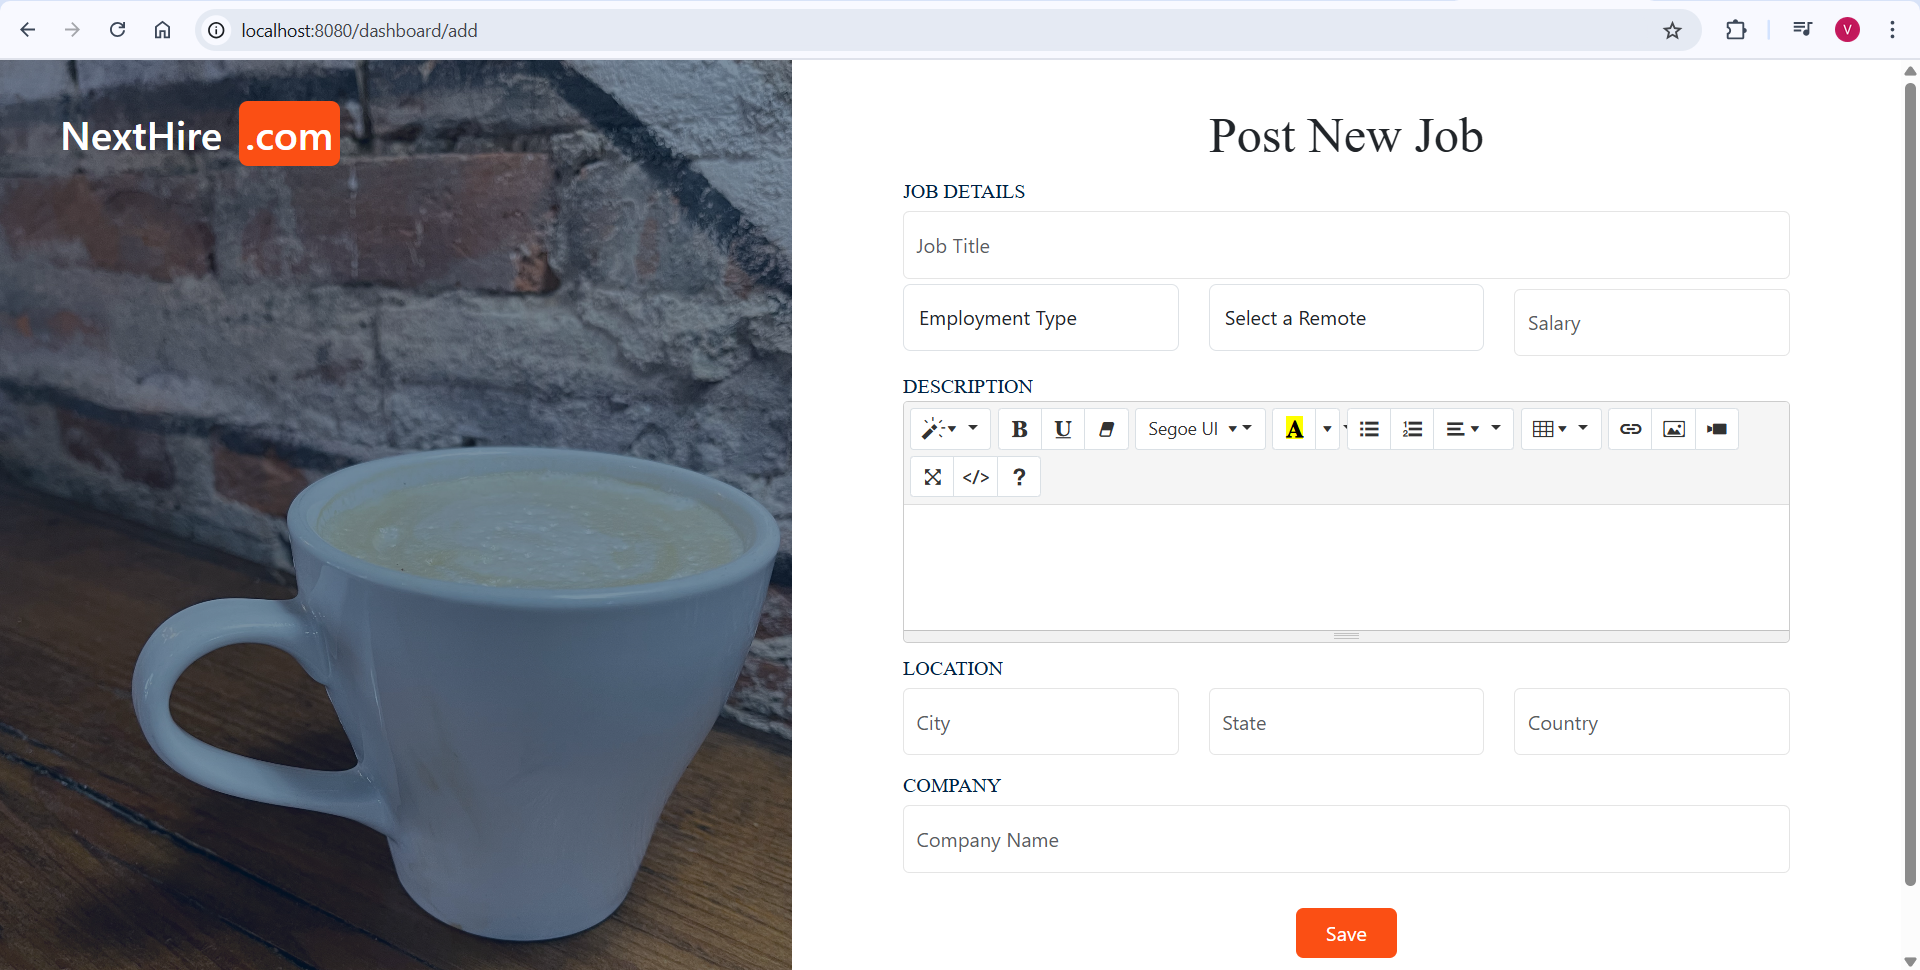 localhost:8080/dashboard/add
V
NextHire .com
Post New Job
JOB DETAILS
Job Title
Employment Type
Select a Remote
Salary
DESCRIPTION
B U Segoe UI A
</> ?
LOCATION
City
State
Country
COMPANY
Company Name
Save